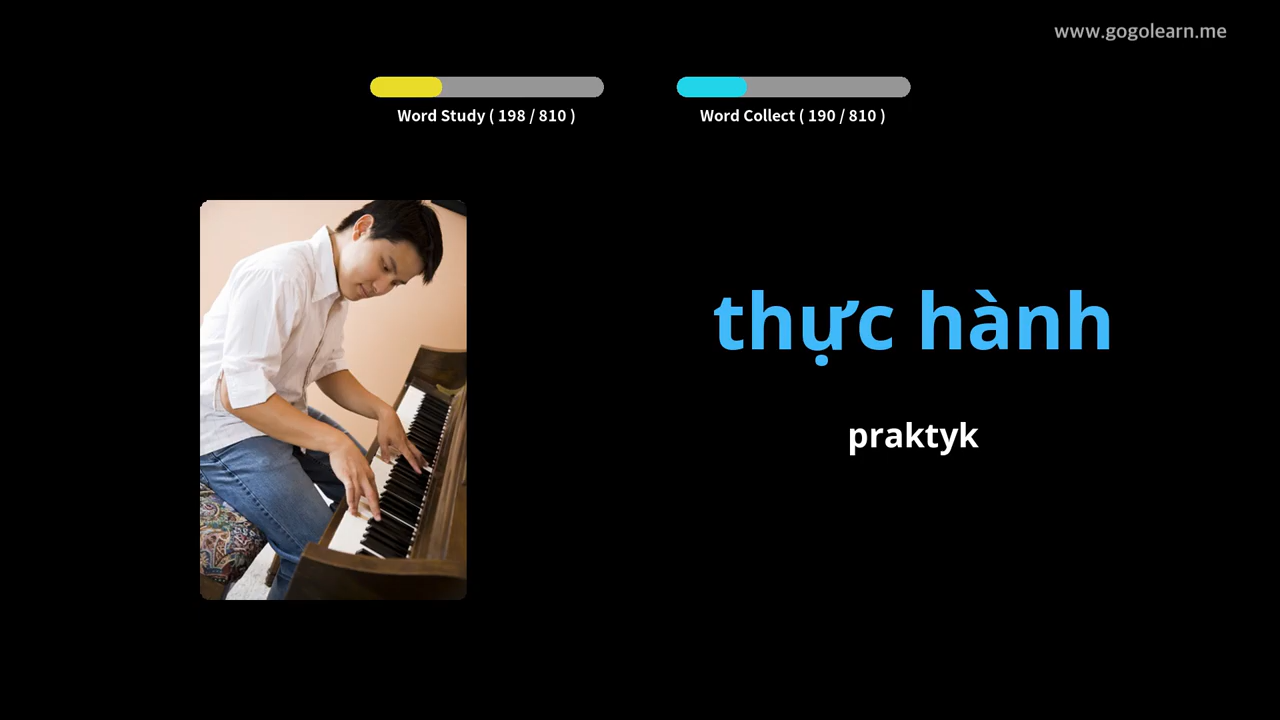 www.gogolearn.me
Word Study ( 198 / 810 )
Word Collect ( 190 / 810 )
thực hành
praktyk